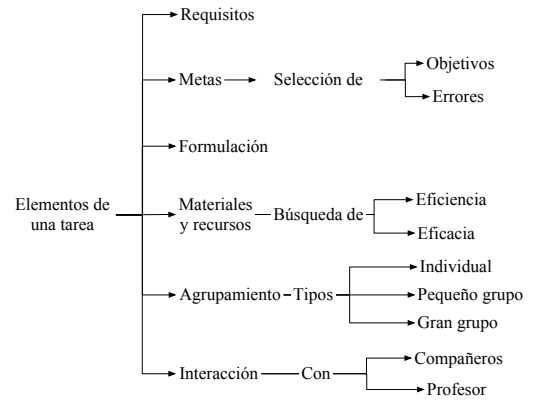 Requisitos
Metas
Selección de
Objetivos
Errores
Formulación
Elementos de
una tarea
Materiales
y recursos
Búsqueda de
Eficiencia
Eficacia
Agrupamiento
Tipos
Individual
Pequeño grupo
Gran grupo
Interacción
Con
Compañeros
Profesor